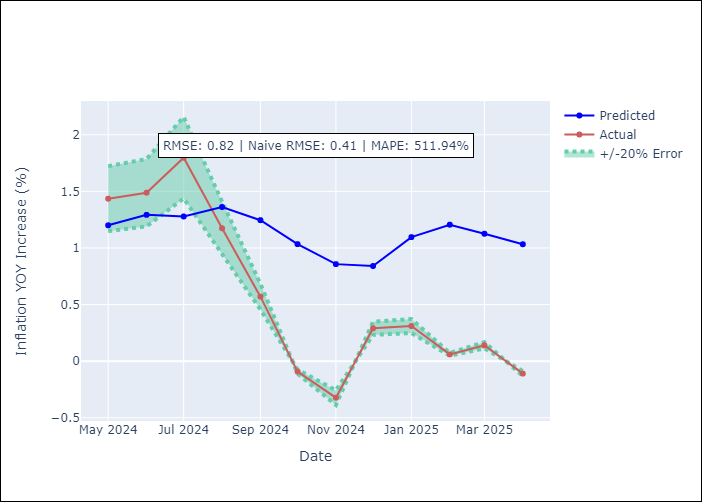 RMSE: 0.82 | Naive RMSE: 0.41 | MAPE: 511.94%
Predicted
Actual
+/-20% Error
Inflation YOY Increase (%)
2
1.5
1
0.5
0
−0.5
May 2024
Jul 2024
Sep 2024
Nov 2024
Jan 2025
Mar 2025
Date